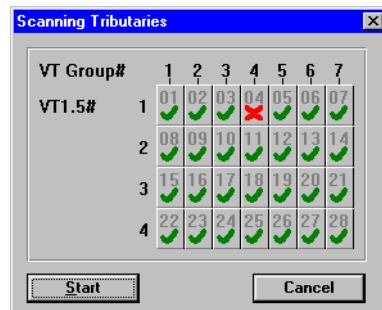 Scanning Tributaries
VT Group# 1 2 3 4 5 6 7
VT1.5# 1 01 02 03 04 05 06 07
2 08 09 10 11 12 13 14
3 15 16 17 18 19 20 21
4 22 23 24 25 26 27 28
Start Cancel